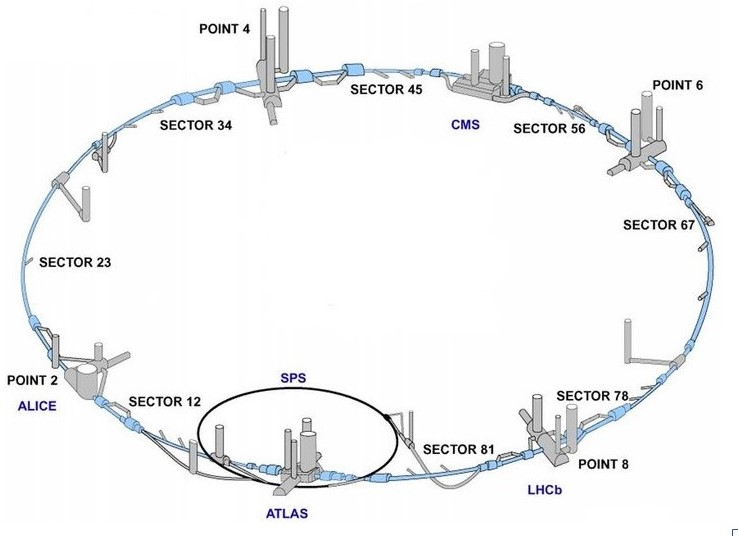 POINT 4
POINT 6
SECTOR 45
SECTOR 34
CMS
SECTOR 56
SECTOR 67
SECTOR 23
POINT 2
SPS
ALICE
SECTOR 12
SECTOR 78
SECTOR 81
POINT 8
LHCb
ATLAS